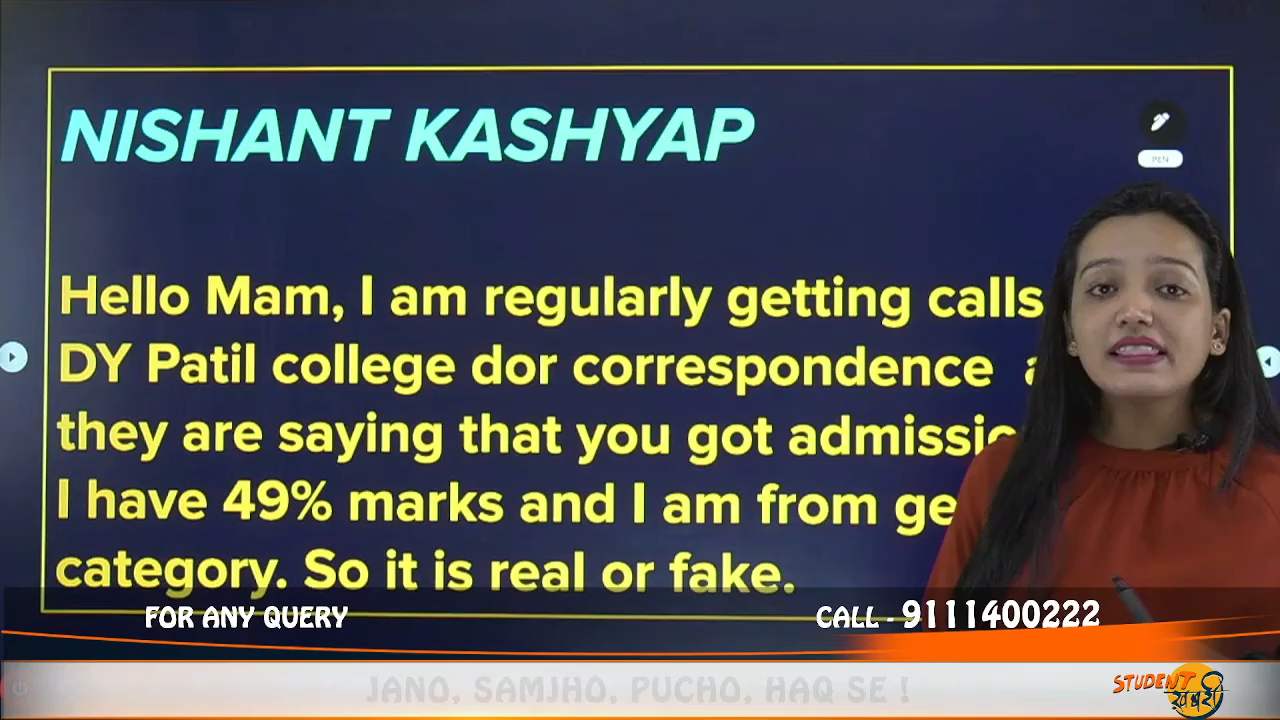 NISHANT KASHYAP
PEN
Hello Mam, I am regularly getting calls
DY Patil college dor correspondence
they are saying that you got
I have 49% marks and I am from
category. So it is real or fake.
FOR ANY QUERY
CALL - 9111400222
JANO, SAMJHO, PUCHO, HAQ SE !
STUDENT
खबरी